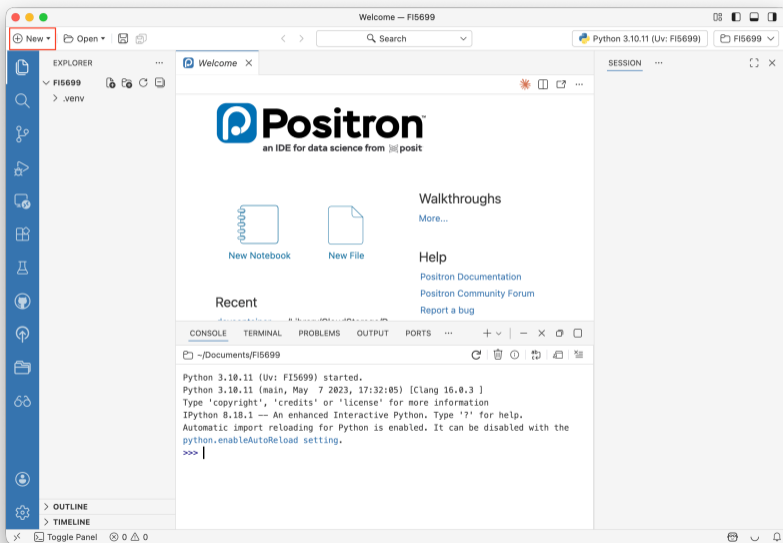 Welcome — FI5699
New
Open
Search
Python 3.10.11 (Uv: FI5699)
FI5699
EXPLORER
FI5699
.venv
OUTLINE
TIMELINE
Welcome
Positron
an IDE for data science from posit
New Notebook
New File
Recent
Walkthroughs
More...
Help
Positron Documentation
Positron Community Forum
Report a bug
SESSION
CONSOLE TERMINAL PROBLEMS OUTPUT PORTS
~/Documents/FI5699
Python 3.10.11 (Uv: FI5699) started.
Python 3.10.11 (main, May  7 2023, 17:32:05) [Clang 16.0.3 ]
Type 'copyright', 'credits' or 'license' for more information
IPython 8.18.1 -- An enhanced Interactive Python. Type '?' for help.
Automatic import reloading for Python is enabled. It can be disabled with the
python.enableAutoReload setting.
>>>
Toggle Panel 0 0